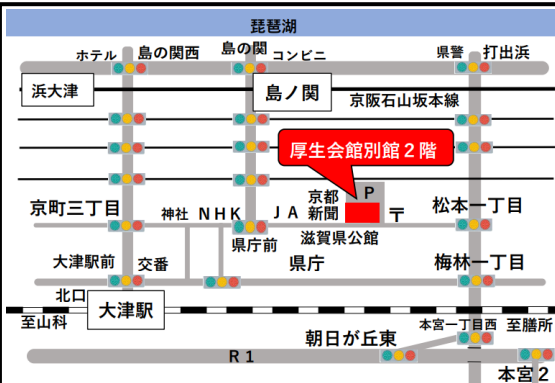 琵琶湖
ホテル
島の関西
島の関
コンビニ
県警
打出浜
浜大津
島ノ関
京阪石山坂本線
厚生会館別館2階
P
京都
新聞
〒
京町三丁目
神社
NHK
JA
松本一丁目
県庁前
滋賀県公館
大津駅前
交番
県庁
梅林一丁目
北口
大津駅
至山科
朝日が丘東
本宮一丁目西
至膳所
R1
本宮2